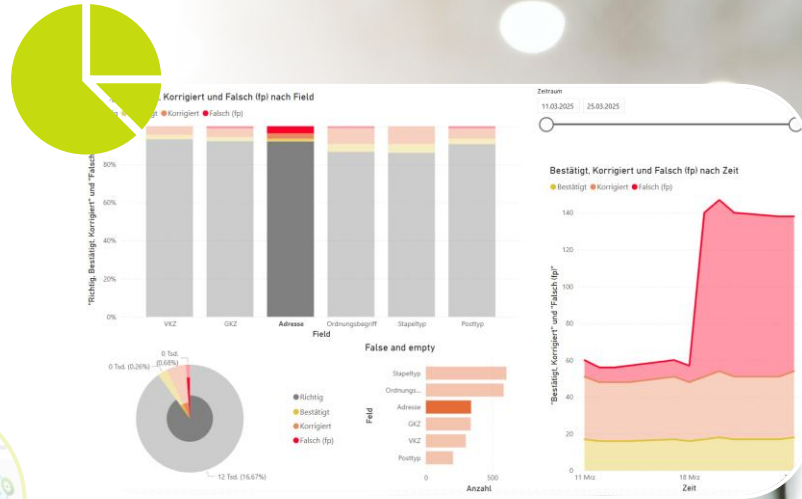 , Korrigiert und Falsch (fp) nach Field
Korrigiert Falsch (fp)
"Richtig, Bestätigt, Korrigiert" und "Falsch
80%
60%
40%
20%
0%
VKZ GKZ Adresse Ordnungsbegriff Stapeltyp Posttyp
Field
0 Tsd.
(0.68%)
0 Tsd. (0.26%)
12 Tsd. (16.67%)
Richtig
Bestätigt
Korrigiert
Falsch (fp)
False and empty
Feld
Stapeltyp
Ordnungs...
Adresse
GKZ
VKZ
Posttyp
0 500
Anzahl
Zeitraum
11.03.2025 25.03.2025
Bestätigt, Korrigiert und Falsch (fp) nach Zeit
Bestätigt Korrigiert Falsch (fp)
"Bestätigt, Korrigiert" und "Falsch (fp)"
140
120
100
80
60
40
20
0
11 Mrz 18 Mrz
Zeit